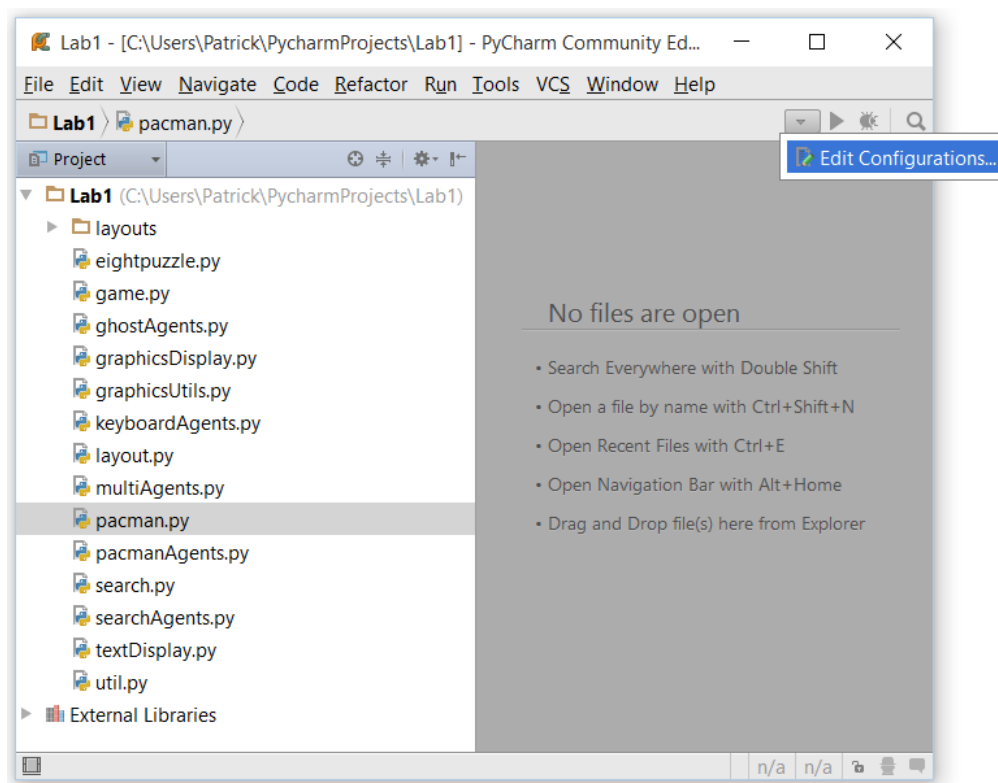 Lab1 - [C:\Users\Patrick\PycharmProjects\Lab1] - PyCharm Community Ed...
File Edit View Navigate Code Refactor Run Tools VCS Window Help
Lab1 pacman.py
Edit Configurations...
Project
Lab1 (C:\Users\Patrick\PycharmProjects\Lab1)
layouts
eightpuzzle.py
game.py
ghostAgents.py
graphicsDisplay.py
graphicsUtils.py
keyboardAgents.py
layout.py
multiAgents.py
pacman.py
pacmanAgents.py
search.py
searchAgents.py
textDisplay.py
util.py
External Libraries
No files are open
• Search Everywhere with Double Shift
• Open a file by name with Ctrl+Shift+N
• Open Recent Files with Ctrl+E
• Open Navigation Bar with Alt+Home
• Drag and Drop file(s) here from Explorer
n/a n/a